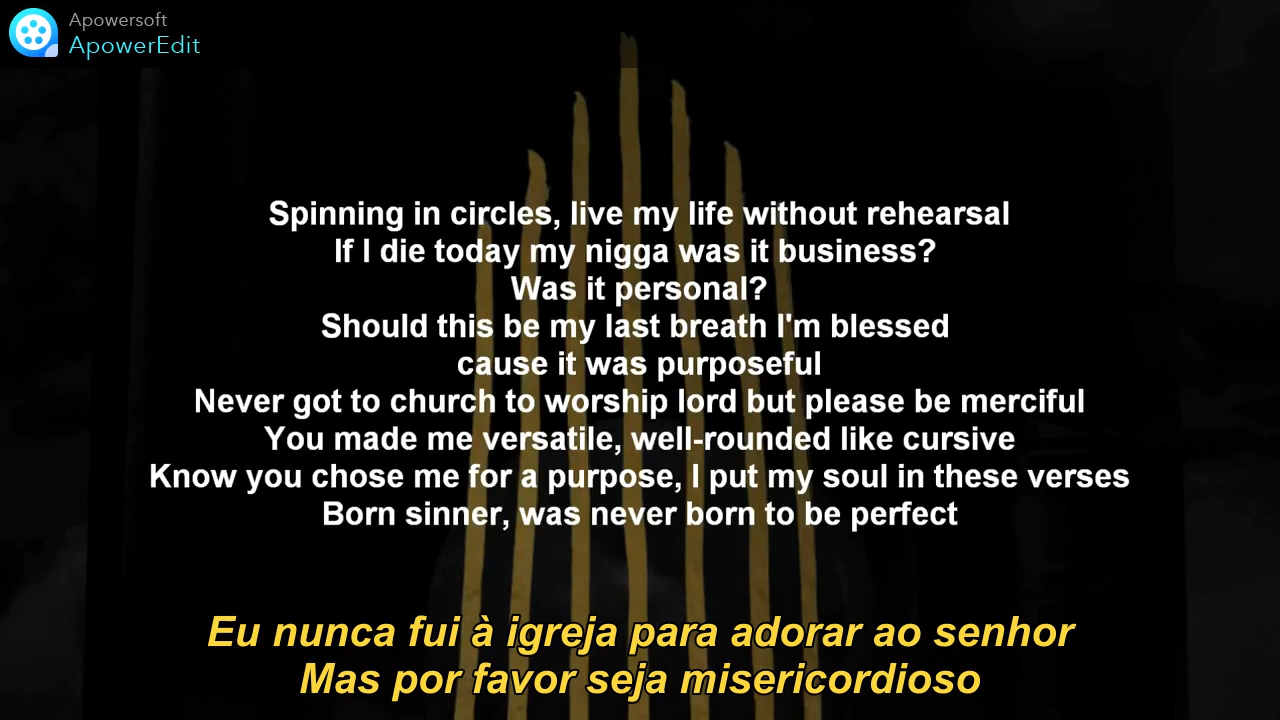 Apowersoft
ApowerEdit
Spinning in circles, live my life without rehearsal
If I die today my nigga was it business?
Was it personal?
Should this be my last breath I'm blessed
cause it was purposeful
Never got to church to worship lord but please be merciful
You made me versatile, well-rounded like cursive
Know you chose me for a purpose, I put my soul in these verses
Born sinner, was never born to be perfect
Eu nunca fui à igreja para adorar ao senhor
Mas por favor seja misericordioso